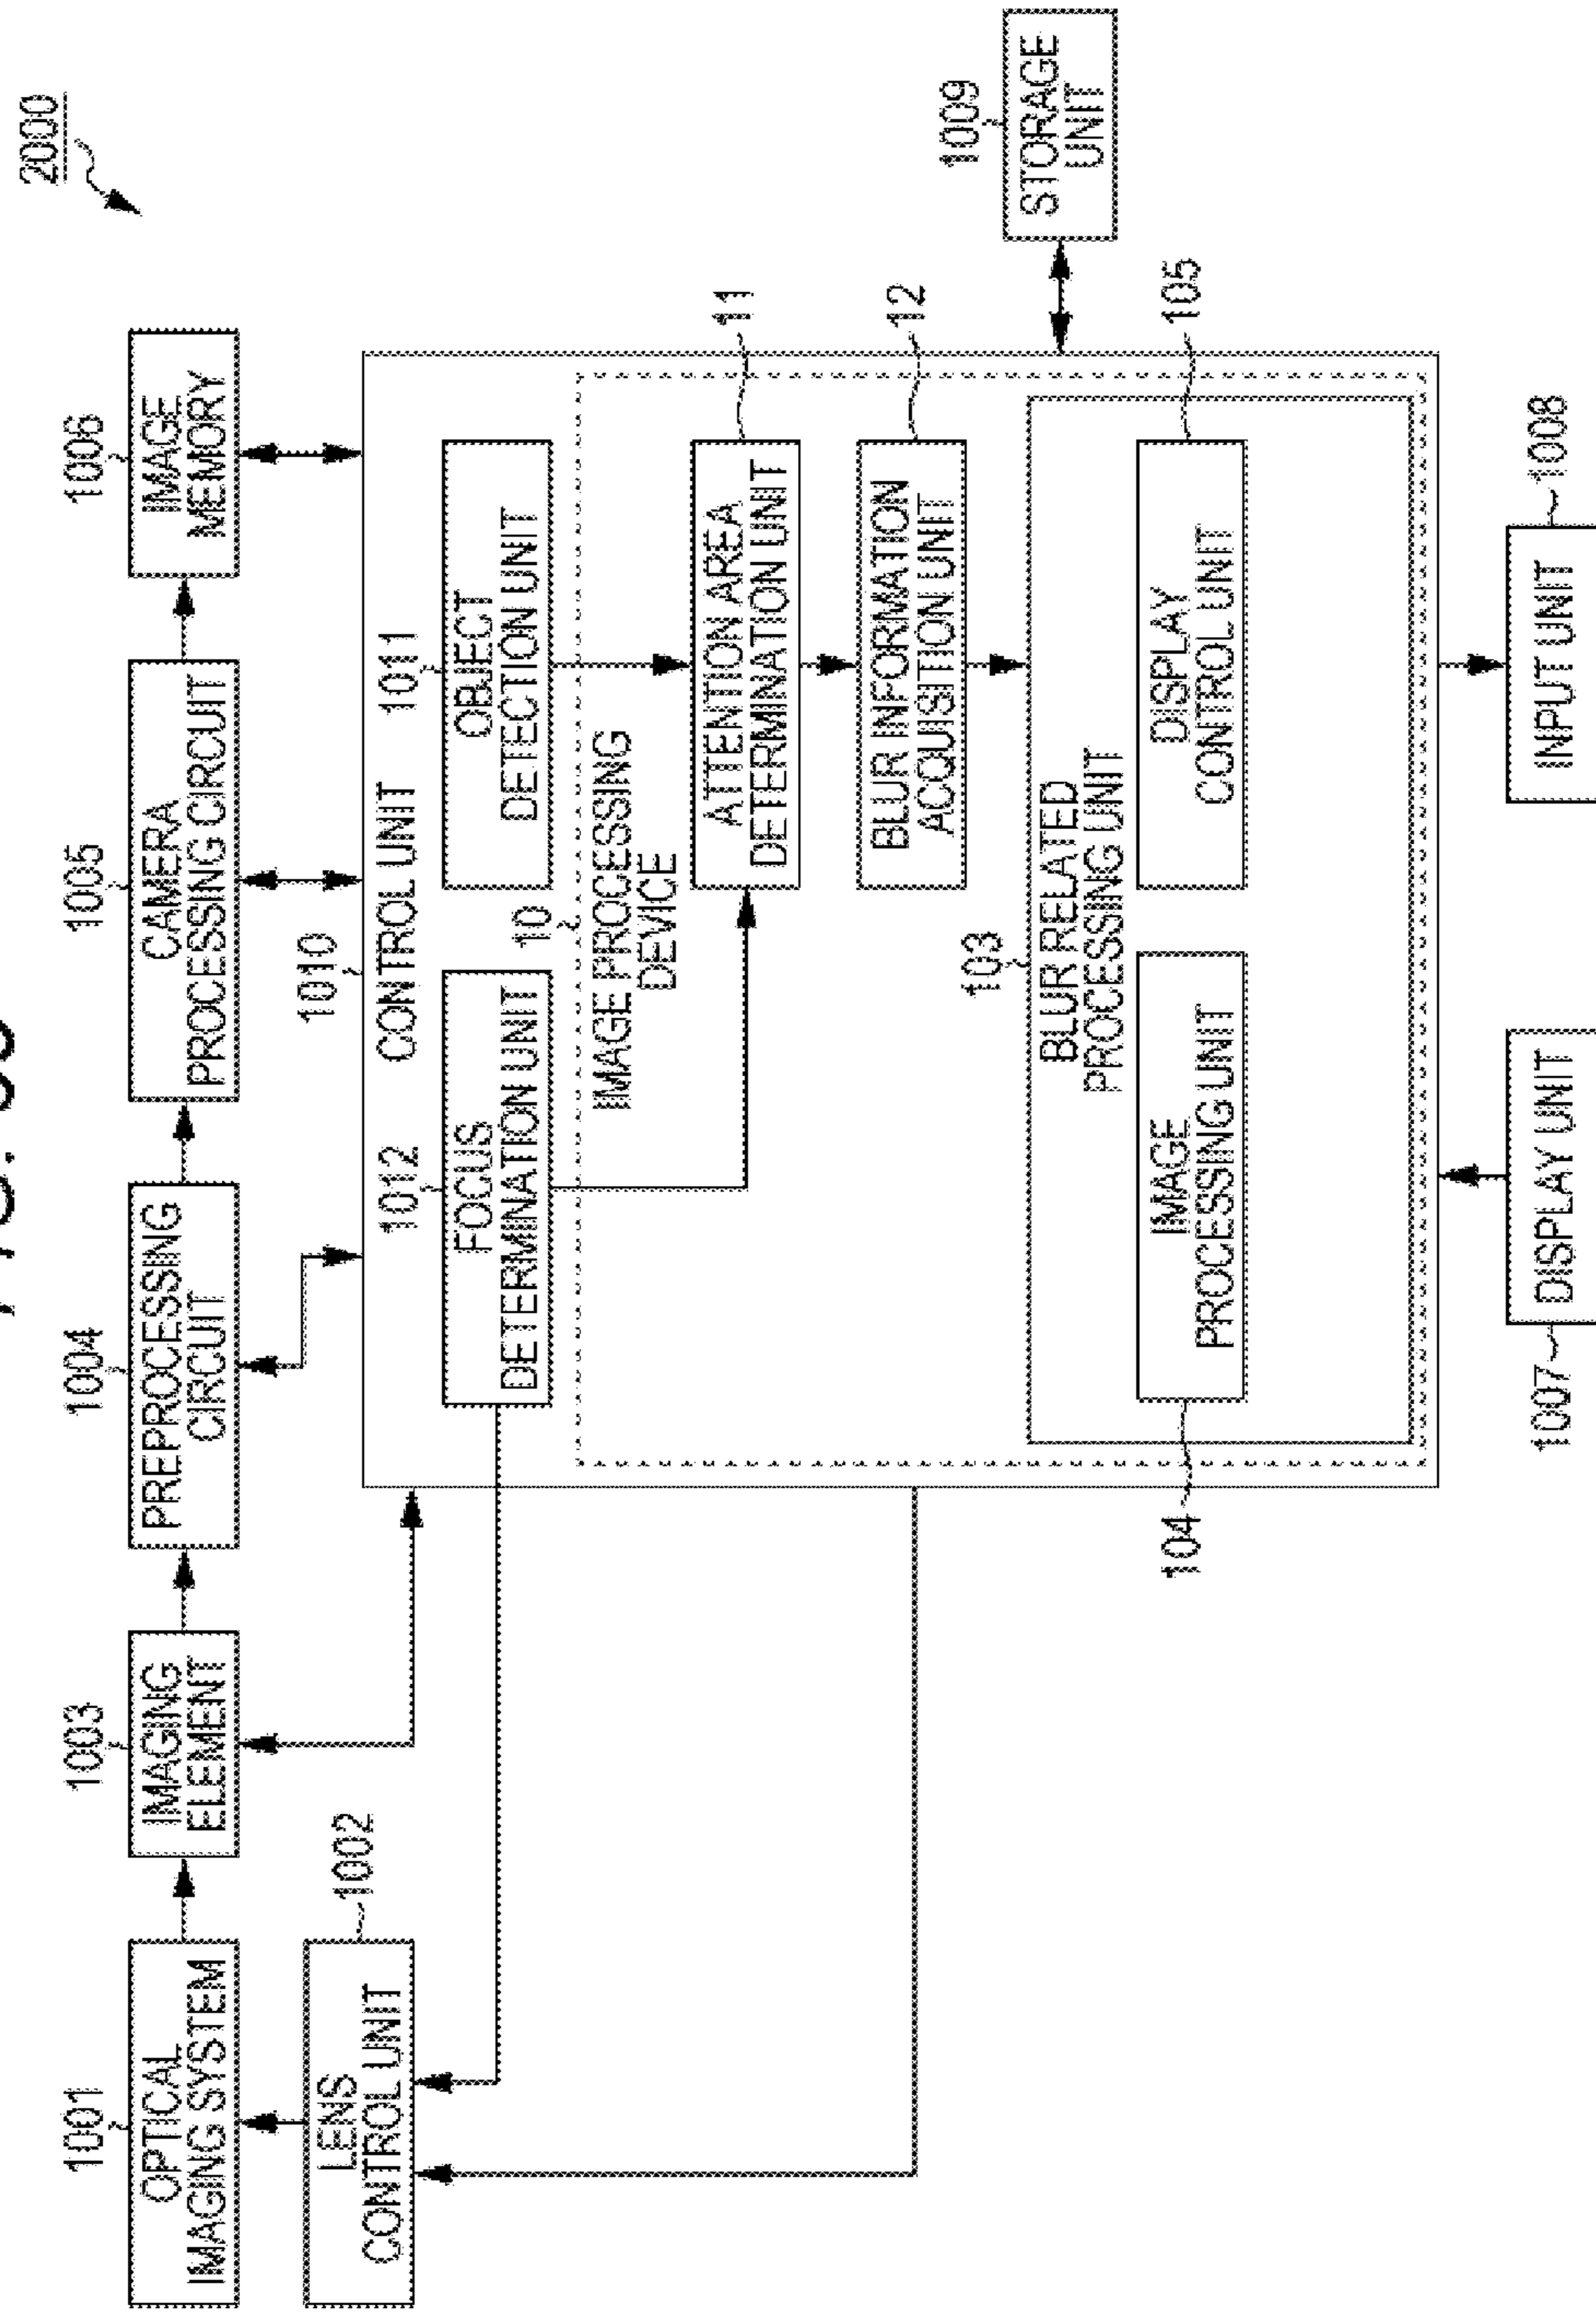 2000
1001
OPTICAL
IMAGING SYSTEM
1003
IMAGING
ELEMENT
1004
PREPROCESSING
CIRCUIT
1005
CAMERA
PROCESSING CIRCUIT
1006
IMAGE
MEMORY
LENS
CONTROL UNIT
1002
1010
CONTROL UNIT
1012
FOCUS
DETERMINATION UNIT
1011
OBJECT
DETECTION UNIT
10
IMAGE PROCESSING
DEVICE
ATTENTION AREA
DETERMINATION UNIT
11
BLUR INFORMATION
ACQUISITION UNIT
12
1009
STORAGE
UNIT
103
BLUR RELATED
PROCESSING UNIT
104
IMAGE
PROCESSING UNIT
DISPLAY
CONTROL UNIT
105
1007
DISPLAY UNIT
INPUT UNIT
1008